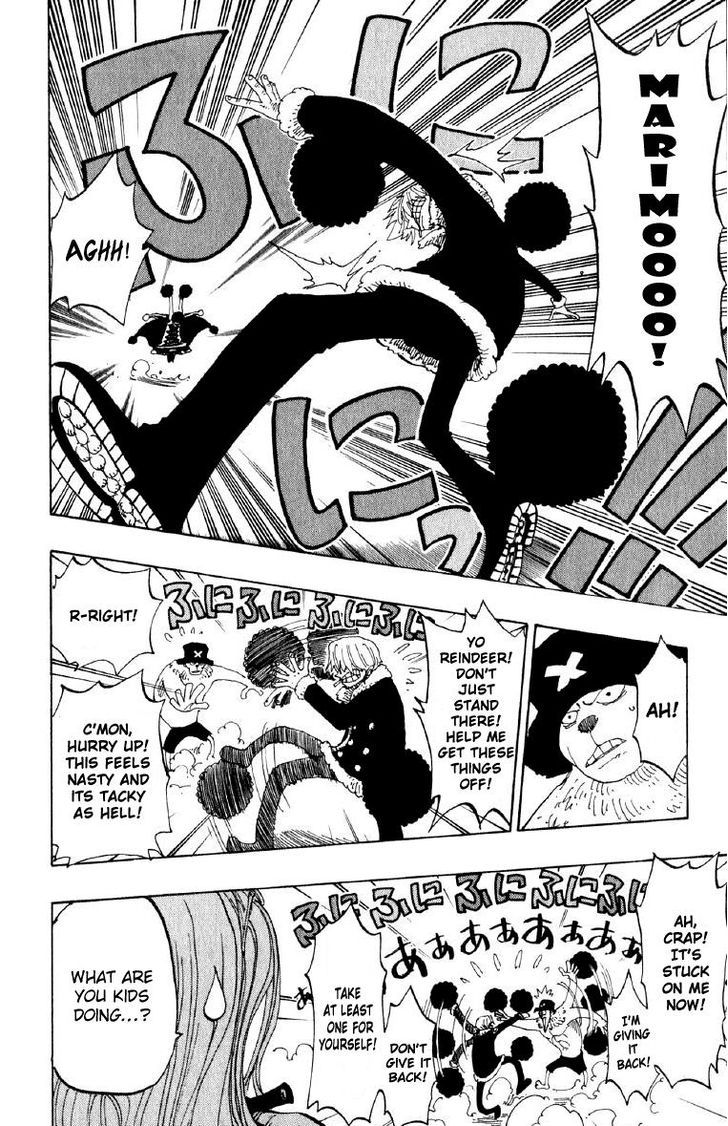 MARIMOOOO!
ふにに
にっ!!!
AGHH!
AH!
YO
REINDEER!
DON'T
JUST
STAND
THERE! HELP ME
GET THESE
THINGS
OFF!
ふにふにふにふに
R-RIGHT!
C'MON,
HURRY UP!
THIS FEELS
NASTY AND
ITS TACKY
AS HELL!
AH,
CRAP!
IT'S
STUCK
ON ME
NOW!
I'M
GIVING
IT BACK!
ふにふにふにふにふに
ああああああああ
DON'T
GIVE IT
BACK!
TAKE
AT LEAST
ONE FOR
YOURSELF!
WHAT ARE
YOU KIDS
DOING...?